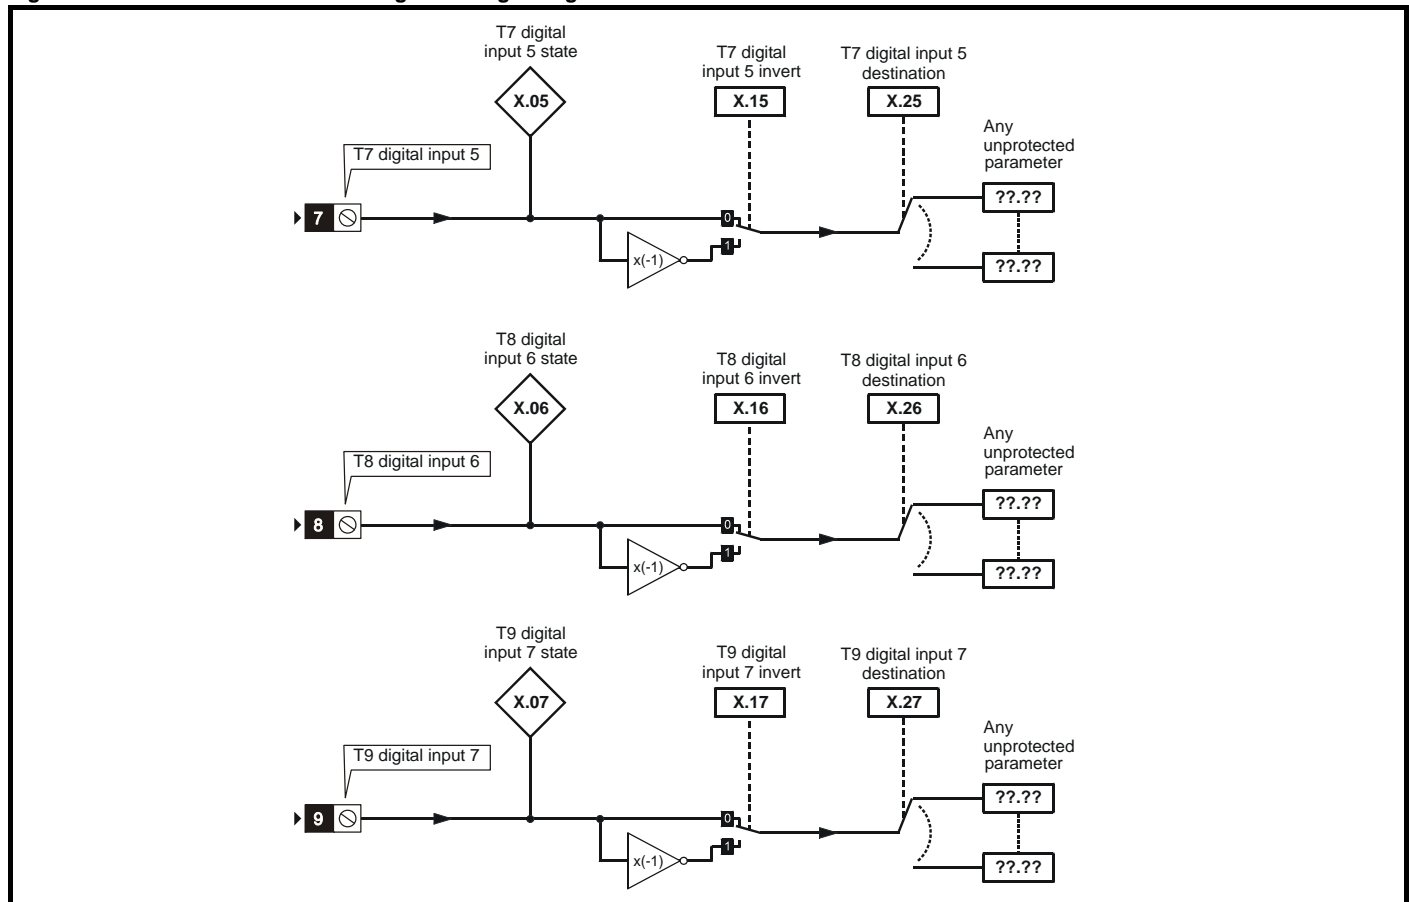 T7 digital
input 5 state
T7 digital
input 5 invert
T7 digital input 5
destination
X.05
X.15
X.25
Any
unprotected
parameter
T7 digital input 5
??.??
7
0
1
x(-1)
??.??
T8 digital
input 6 state
T8 digital
input 6 invert
T8 digital input 6
destination
X.06
X.16
X.26
Any
unprotected
parameter
T8 digital input 6
??.??
8
0
1
x(-1)
??.??
T9 digital
input 7 state
T9 digital
input 7 invert
T9 digital input 7
destination
X.07
X.17
X.27
Any
unprotected
parameter
T9 digital input 7
??.??
9
0
1
x(-1)
??.??